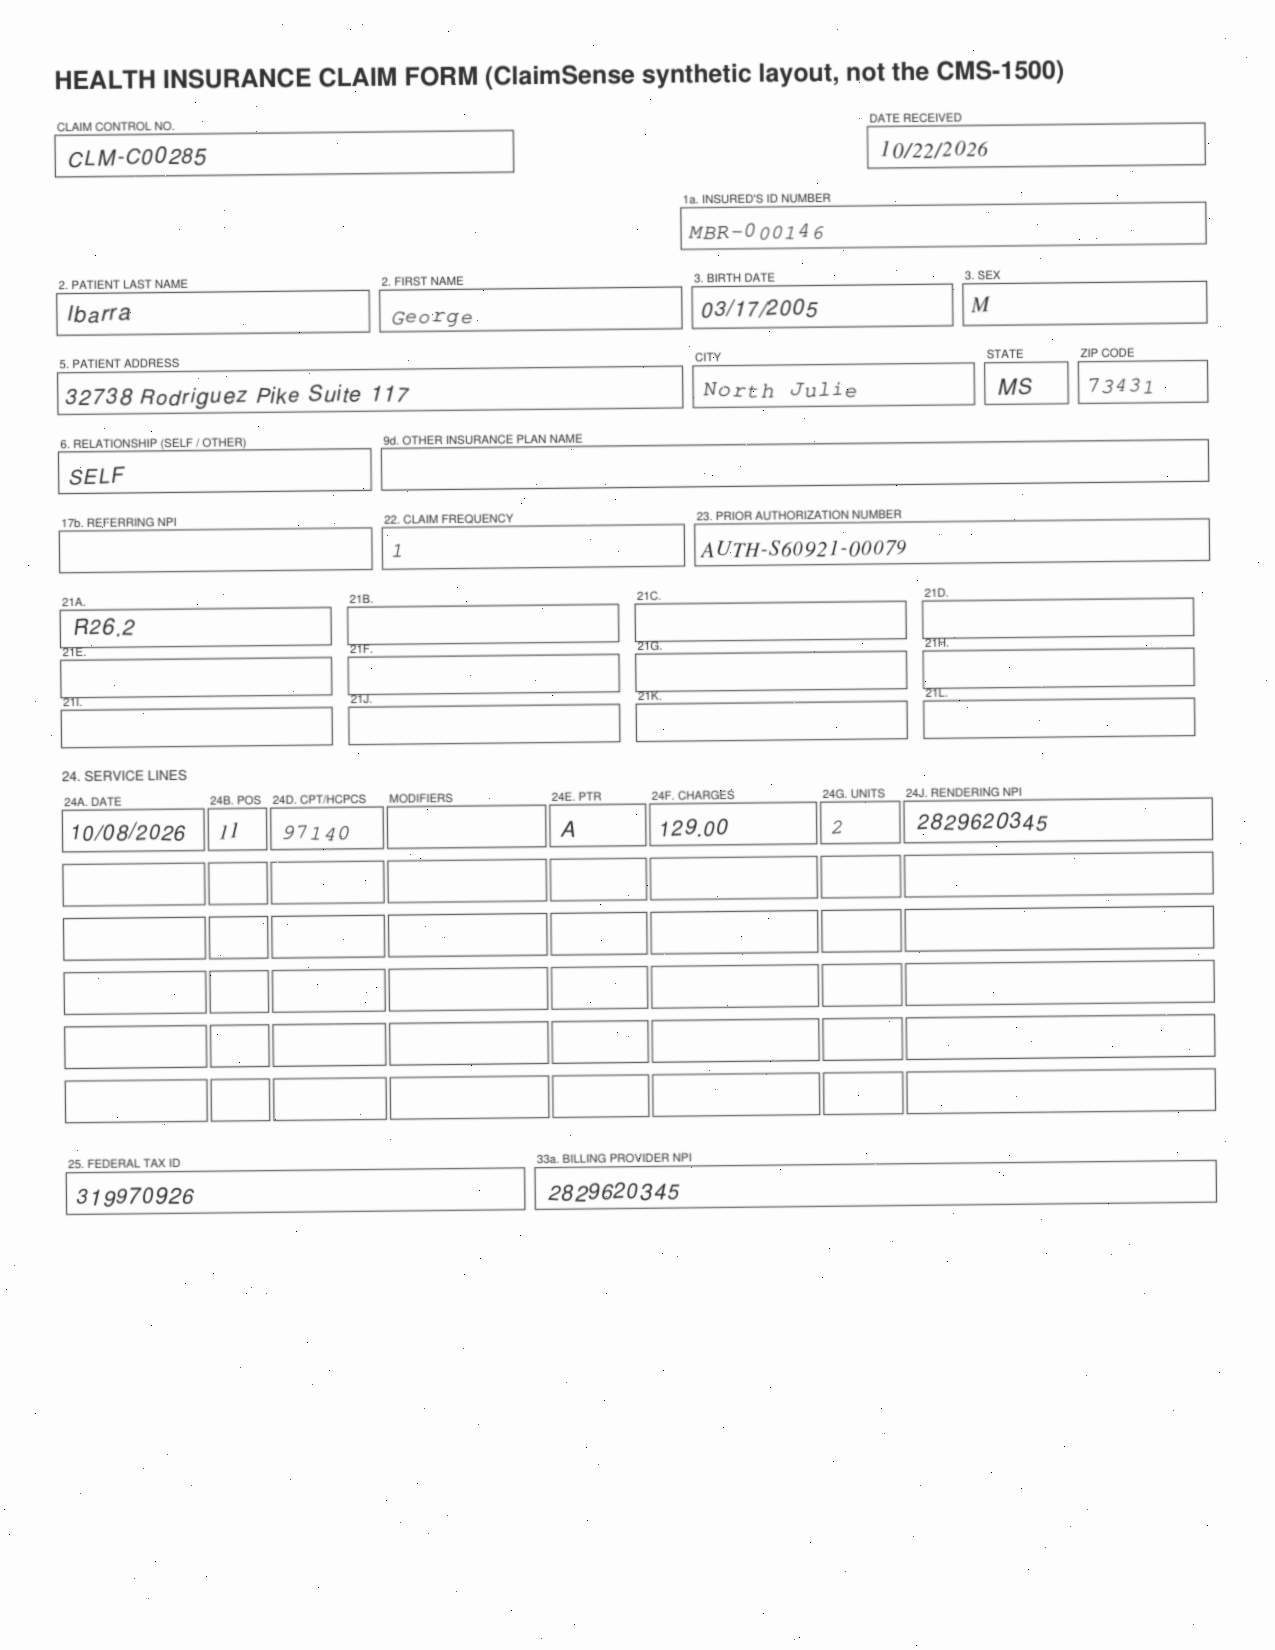 HEALTH INSURANCE CLAIM FORM (ClaimSense synthetic layout, not the CMS-1500)
CLAIM CONTROL NO. DATE RECEIVED
CLM-C00285 10/22/2026
1a. INSURED'S ID NUMBER
MBR-000146
2. PATIENT LAST NAME 2. FIRST NAME 3. BIRTH DATE 3. SEX
Ibarra George 03/17/2005 M
5. PATIENT ADDRESS CITY STATE ZIP CODE
32738 Rodriguez Pike Suite 117 North Julie MS 73431
6. RELATIONSHIP (SELF / OTHER) 9d. OTHER INSURANCE PLAN NAME
SELF
17b. REFERRING NPI 22. CLAIM FREQUENCY 23. PRIOR AUTHORIZATION NUMBER
1 AUTH-S60921-00079
21A. 21B. 21C. 21D.
R26.2
21E. 21F. 21G. 21H.
21I. 21J. 21K. 21L.
24. SERVICE LINES
24A. DATE 24B. POS 24D. CPT/HCPCS MODIFIERS 24E. PTR 24F. CHARGES 24G. UNITS 24J. RENDERING NPI
10/08/2026 11 97140 A 129.00 2 2829620345
25. FEDERAL TAX ID 33a. BILLING PROVIDER NPI
319970926 2829620345